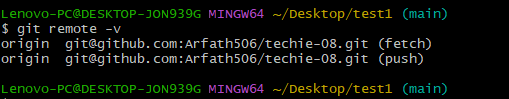 Lenovo-PC@DESKTOP-JON939G MINGW64 ~/Desktop/test1 (main)
$ git remote -v
origin  git@github.com:Arfath506/techie-08.git (fetch)
origin  git@github.com:Arfath506/techie-08.git (push)
Lenovo-PC@DESKTOP-JON939G MINGW64 ~/Desktop/test1 (main)